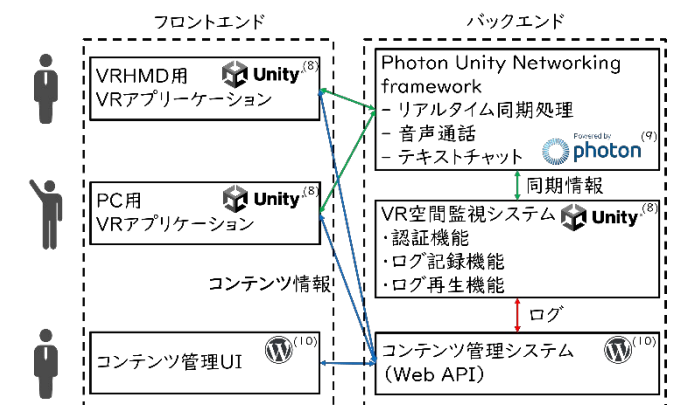 フロントエンド
バックエンド
VRHMD用
VRアプリーケーション
Unity (8)
PC用
VRアプリケーション
Unity (8)
コンテンツ情報
コンテンツ管理UI
(10)
Photon Unity Networking
framework
- リアルタイム同期処理
- 音声通話
- テキストチャット
Powered by
photon (9)
同期情報
VR空間監視システム
Unity (8)
・認証機能
・ログ記録機能
・ログ再生機能
ログ
コンテンツ管理システム
(Web API)
(10)